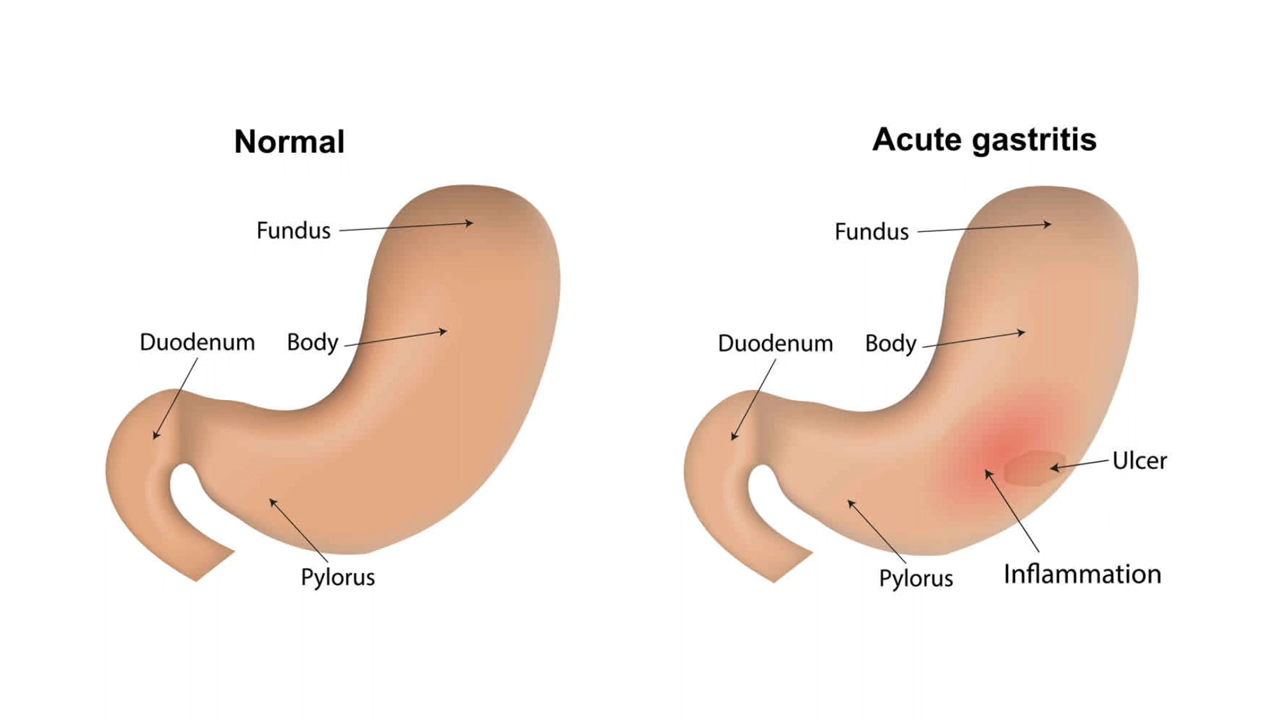 Normal
Fundus
Duodenum
Body
Pylorus
Acute gastritis
Fundus
Duodenum
Body
Ulcer
Pylorus
Inflammation